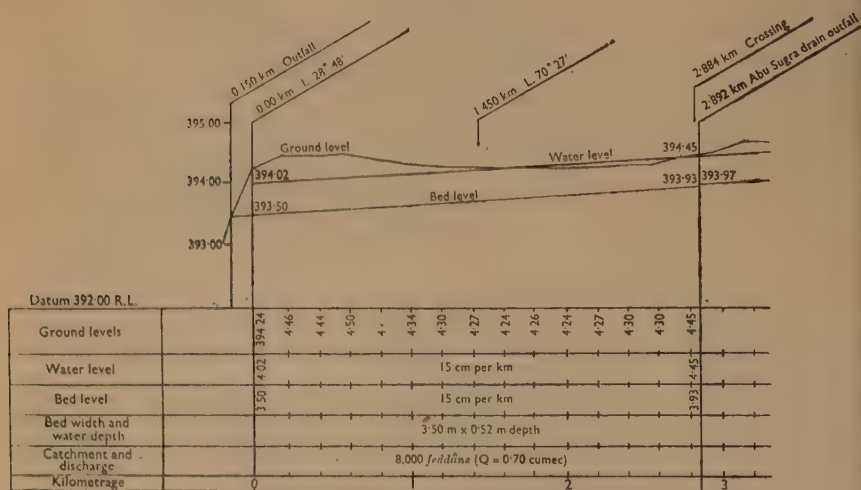 0·150 km Outfall
0·00 km L. 28° 48'
1·450 km L. 70° 27'
2·884 km Crossing
2·892 km Abu Sugra drain outfall
395·00
Ground level
Water level
394·45
394·00
394·02
393·93
393·97
Bed level
393·50
393·00
Datum 392·00 R.L.
Ground levels
394·24 4·46 4·44 4·50 4· 4·34 4·30 4·27 4·24 4·26 4·24 4·27 4·30 4·30 4·45
Water level 4·02 15 cm per km 4·45
Bed level 3·50 15 cm per km 3·93
Bed width and
water depth
3·50 m x 0·52 m depth
Catchment and
discharge
8,000 feddâns (Q = 0·70 cumec)
Kilometrage 0 1 2 3